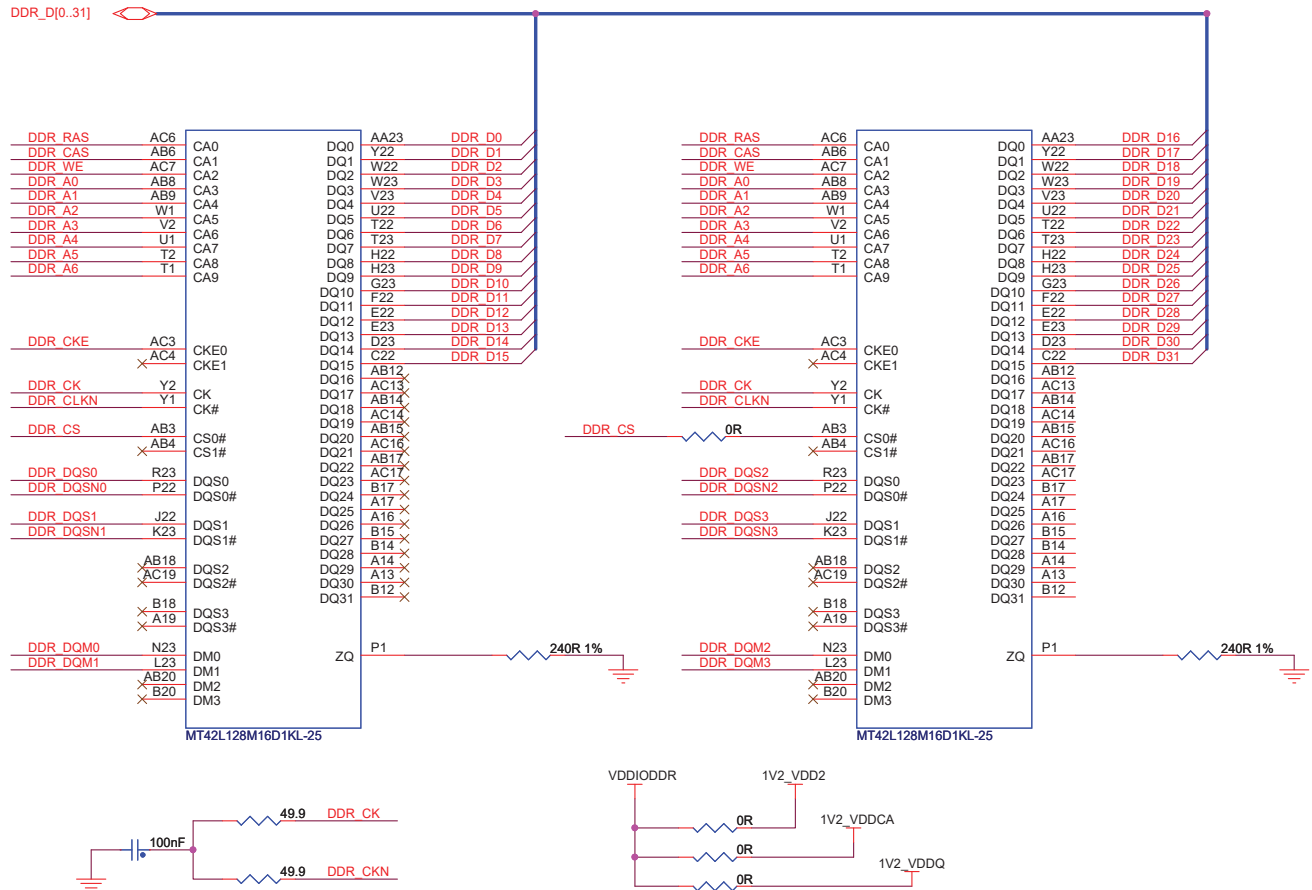 DDR_D[0..31]
DDR_RAS AC6 CA0 DQ0 AA23 DDR_D0
DDR_CAS AB6 CA1 DQ1 Y22 DDR_D1
DDR_WE AC7 CA2 DQ2 W22 DDR_D2
DDR_A0 AB8 CA3 DQ3 W23 DDR_D3
DDR_A1 AB9 CA4 DQ4 V23 DDR_D4
DDR_A2 W1 CA5 DQ5 U22 DDR_D5
DDR_A3 V2 CA6 DQ6 T22 DDR_D6
DDR_A4 U1 CA7 DQ7 T23 DDR_D7
DDR_A5 T2 CA8 DQ8 H22 DDR_D8
DDR_A6 T1 CA9 DQ9 H23 DDR_D9
DQ10 G23 DDR_D10
DQ11 F22 DDR_D11
DQ12 E22 DDR_D12
DQ13 E23 DDR_D13
DDR_CKE AC3 CKE0 DQ14 D23 DDR_D14
AC4 CKE1 DQ15 C22 DDR_D15
DQ16 AB12
DDR_CK Y2 CK DQ17 AC13
DDR_CLKN Y1 CK# DQ18 AB14
DQ19 AC14
DDR_CS AB3 CS0# DQ20 AB15
AB4 CS1# DQ21 AC16
DQ22 AB17
DDR_DQS0 R23 DQS0 DQ23 AC17
DDR_DQSN0 P22 DQS0# DQ24 B17
DQ25 A17
DDR_DQS1 J22 DQS1 DQ26 A16
DDR_DQSN1 K23 DQS1# DQ27 B15
DQ28 B14
AB18 DQS2 DQ29 A14
AC19 DQS2# DQ30 A13
DQ31 B12
B18 DQS3
A19 DQS3#
DDR_DQM0 N23 DM0 ZQ P1 240R 1%
DDR_DQM1 L23 DM1
AB20 DM2
B20 DM3
MT42L128M16D1KL-25
DDR_RAS AC6 CA0 DQ0 AA23 DDR_D16
DDR_CAS AB6 CA1 DQ1 Y22 DDR_D17
DDR_WE AC7 CA2 DQ2 W22 DDR_D18
DDR_A0 AB8 CA3 DQ3 W23 DDR_D19
DDR_A1 AB9 CA4 DQ4 V23 DDR_D20
DDR_A2 W1 CA5 DQ5 U22 DDR_D21
DDR_A3 V2 CA6 DQ6 T22 DDR_D22
DDR_A4 U1 CA7 DQ7 T23 DDR_D23
DDR_A5 T2 CA8 DQ8 H22 DDR_D24
DDR_A6 T1 CA9 DQ9 H23 DDR_D25
DQ10 G23 DDR_D26
DQ11 F22 DDR_D27
DQ12 E22 DDR_D28
DQ13 E23 DDR_D29
DDR_CKE AC3 CKE0 DQ14 D23 DDR_D30
AC4 CKE1 DQ15 C22 DDR_D31
DQ16 AB12
DDR_CK Y2 CK DQ17 AC13
DDR_CLKN Y1 CK# DQ18 AB14
DQ19 AC14
DDR_CS 0R AB3 CS0# DQ20 AB15
AB4 CS1# DQ21 AC16
DQ22 AB17
DDR_DQS2 R23 DQS0 DQ23 AC17
DDR_DQSN2 P22 DQS0# DQ24 B17
DQ25 A17
DDR_DQS3 J22 DQS1 DQ26 A16
DDR_DQSN3 K23 DQS1# DQ27 B15
DQ28 B14
AB18 DQS2 DQ29 A14
AC19 DQS2# DQ30 A13
DQ31 B12
B18 DQS3
A19 DQS3#
DDR_DQM2 N23 DM0 ZQ P1 240R 1%
DDR_DQM3 L23 DM1
AB20 DM2
B20 DM3
MT42L128M16D1KL-25
49.9 DDR_CK
100nF
49.9 DDR_CKN
VDDIODDR 1V2_VDD2
0R 1V2_VDDCA
0R 1V2_VDDQ
0R